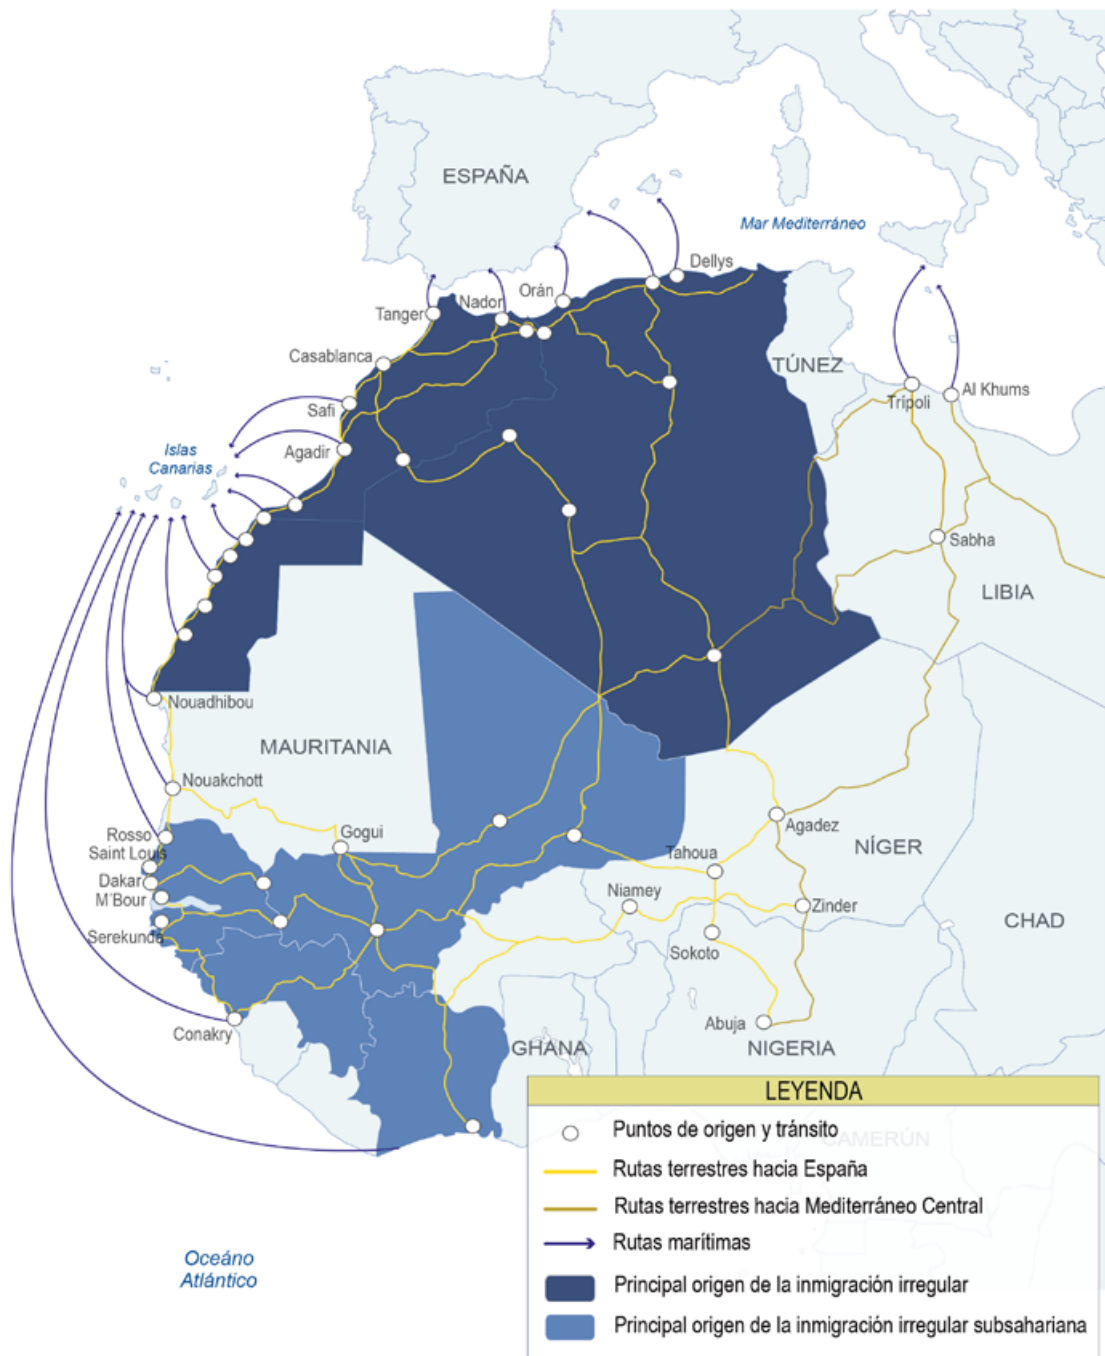 ESPAÑA
Mar Mediterráneo
Dellys
Orán
Nador
Tanger
Casablanca
TÚNEZ
Trípoli
Al Khums
Safi
Agadir
Islas
Canarias
Sabha
LIBIA
Nouadhibou
MAURITANIA
Nouakchott
Gogui
Rosso
Saint Louis
Dakar
M´Bour
Serekunda
Conakry
Agadez
NÍGER
Tahoua
Niamey
Zinder
CHAD
Sokoto
Abuja
GHANA
NIGERIA
CAMERÚN
Oceáno
Atlántico
LEYENDA
Puntos de origen y tránsito
Rutas terrestres hacia España
Rutas terrestres hacia Mediterráneo Central
Rutas marítimas
Principal origen de la inmigración irregular
Principal origen de la inmigración irregular subsahariana